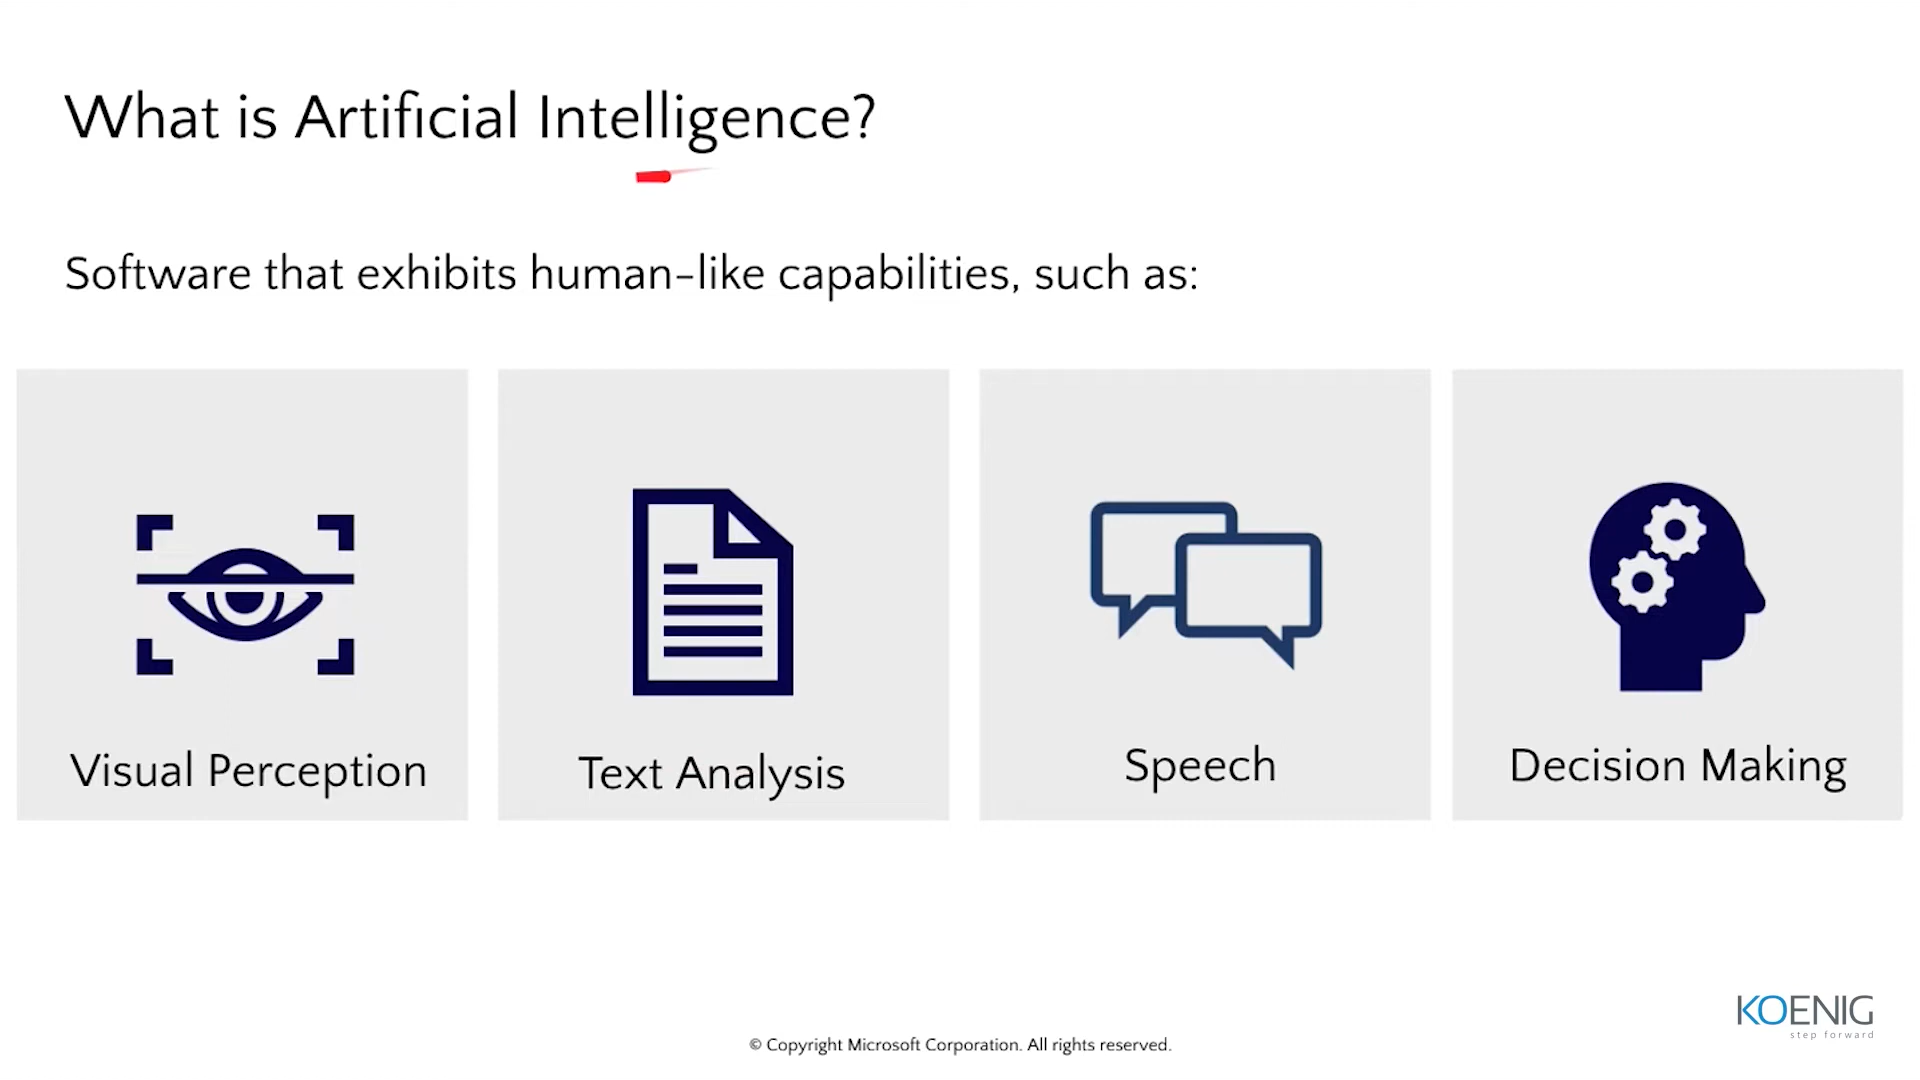 What is Artificial Intelligence?
Software that exhibits human-like capabilities, such as:
Visual Perception
Text Analysis
Speech
Decision Making
KOENIG
step forward
© Copyright Microsoft Corporation. All rights reserved.